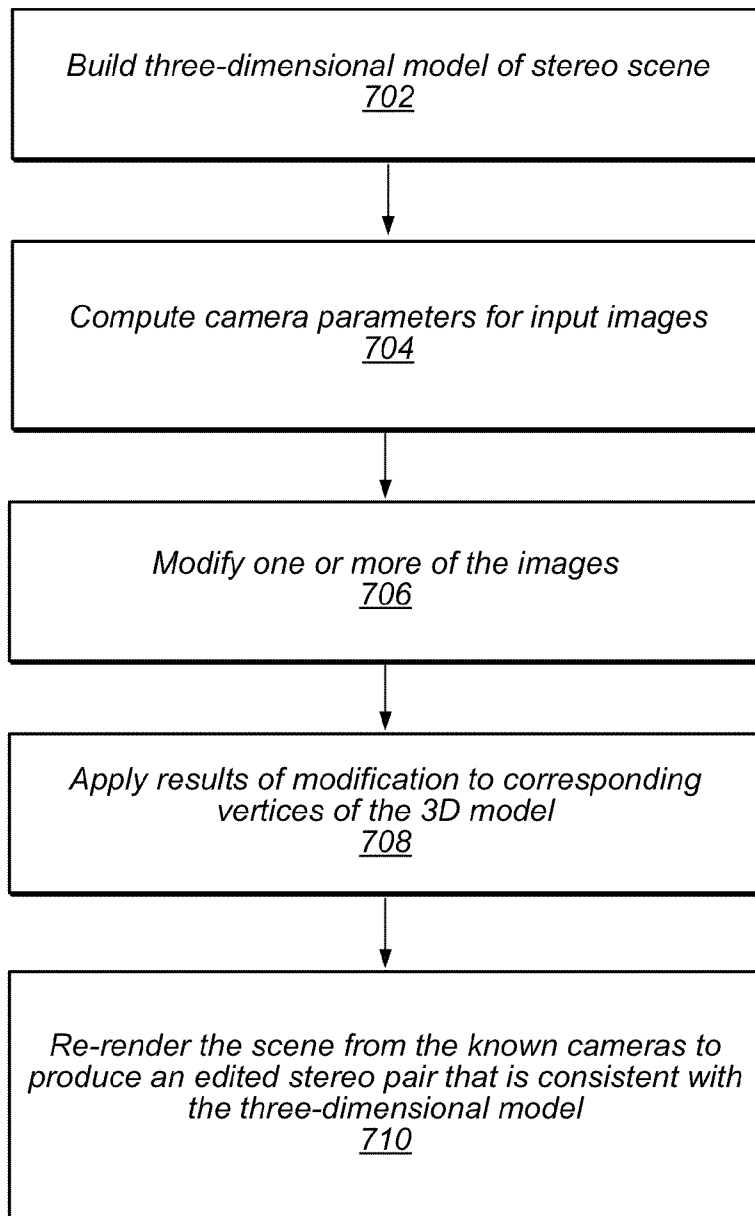 Build three-dimensional model of stereo scene
702
Compute camera parameters for input images
704
Modify one or more of the images
706
Apply results of modification to corresponding
vertices of the 3D model
708
Re-render the scene from the known cameras to
produce an edited stereo pair that is consistent with
the three-dimensional model
710